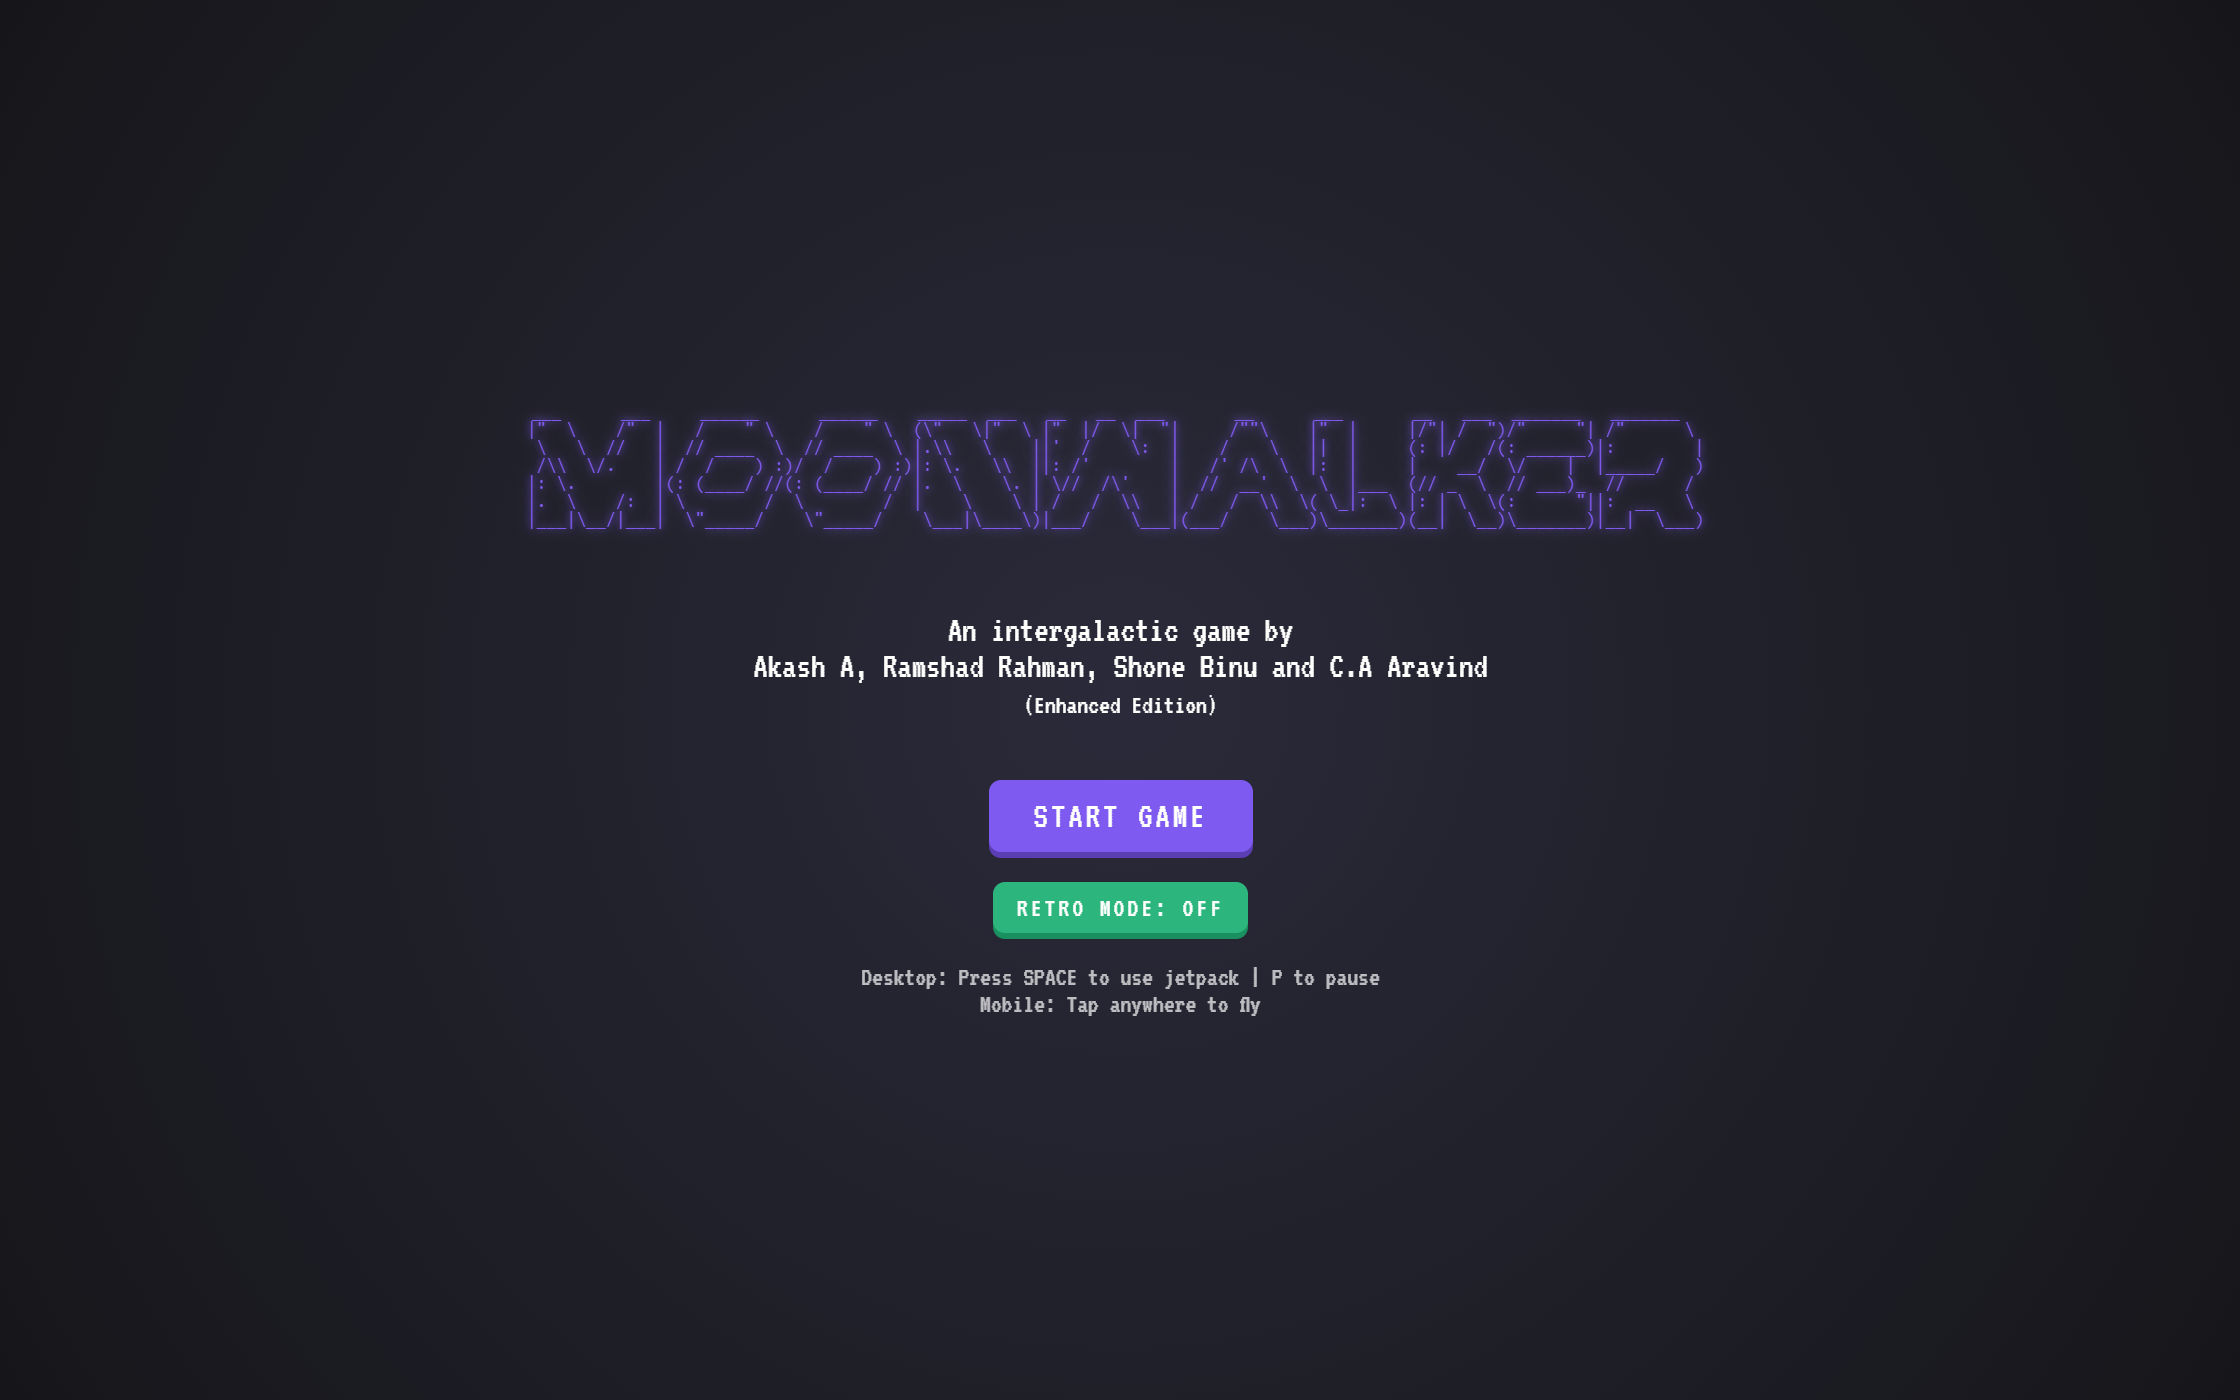 MOONWALKER
An intergalactic game by
Akash A, Ramshad Rahman, Shone Binu and C.A Aravind
(Enhanced Edition)
START GAME
RETRO MODE: OFF
Desktop: Press SPACE to use jetpack | P to pause
Mobile: Tap anywhere to fly